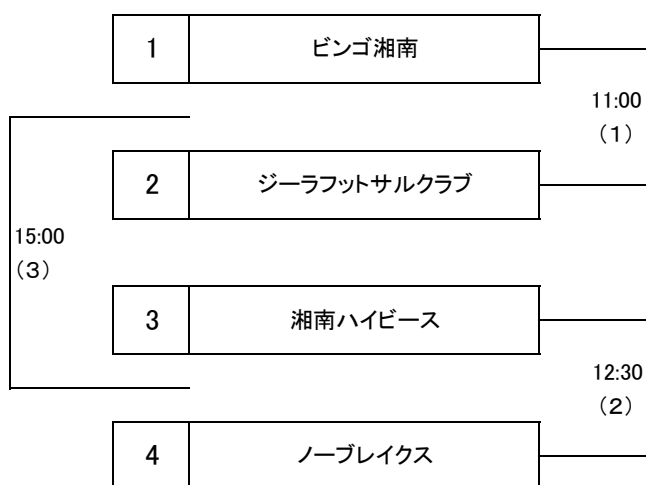 1 ビンゴ湘南
11:00
（１）
2 ジーラフットサルクラブ
15:00
（３）
3 湘南ハイビース
12:30
（２）
4 ノーブレイクス